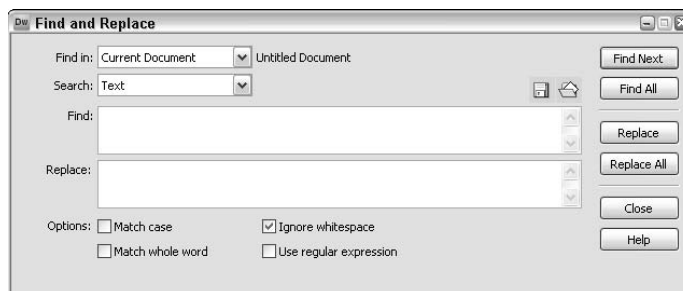 Dw Find and Replace
Find in: Current Document Untitled Document Find Next
Search: Text Find All
Find:
Replace
Replace: Replace All
Options: Match case Ignore whitespace Close
Match whole word Use regular expression Help